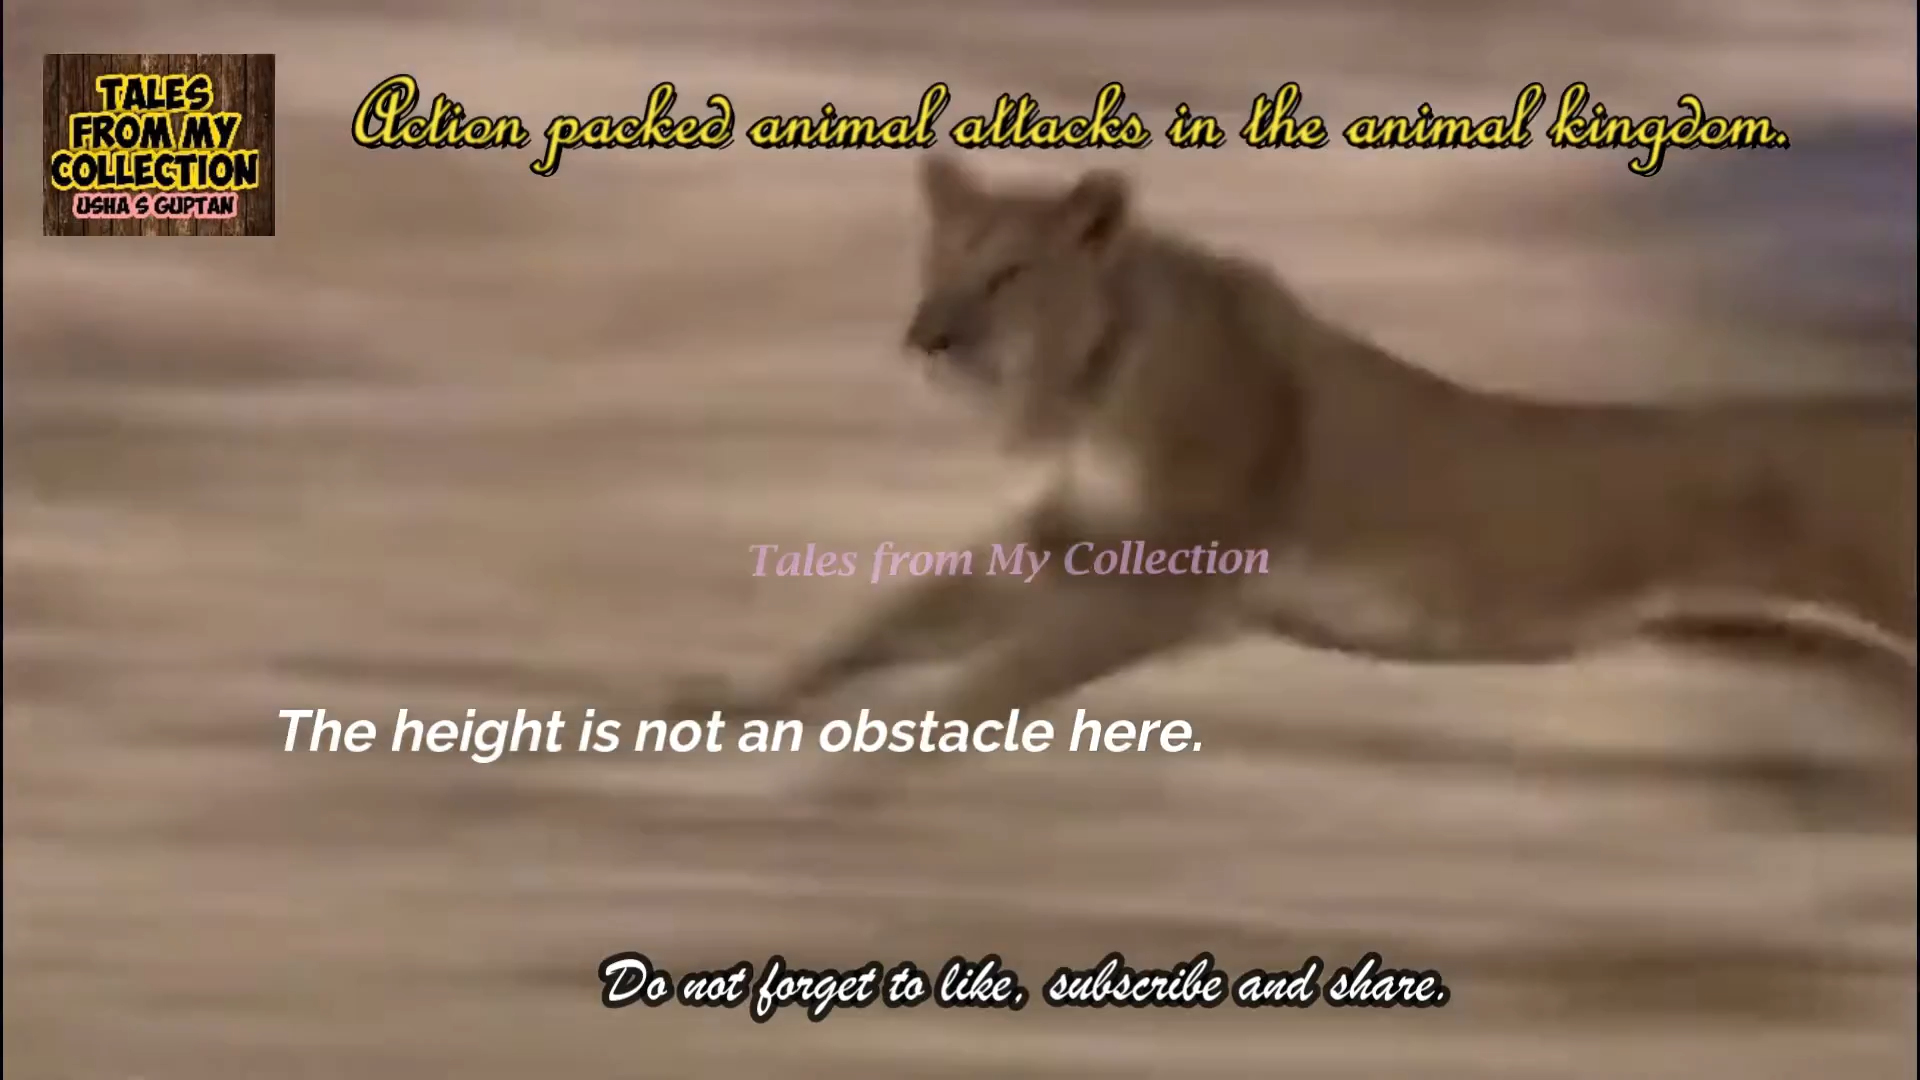 TALES
FROM MY
COLLECTION
USHA S GUPTAN
Action packed animal attacks in the animal kingdom.
Tales from My Collection
The height is not an obstacle here.
Do not forget to like, subscribe and share.